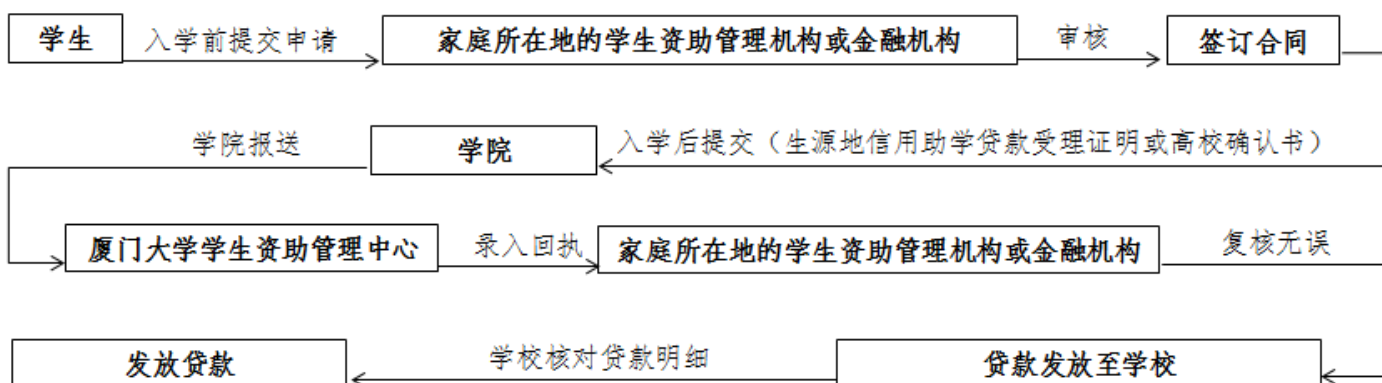 学生 入学前提交申请 家庭所在地的学生资助管理机构或金融机构 审核 签订合同
学院报送 学院 入学后提交（生源地信用助学贷款受理证明或高校确认书）
厦门大学学生资助管理中心 录入回执 家庭所在地的学生资助管理机构或金融机构 复核无误
发放贷款 学校核对贷款明细 贷款发放至学校